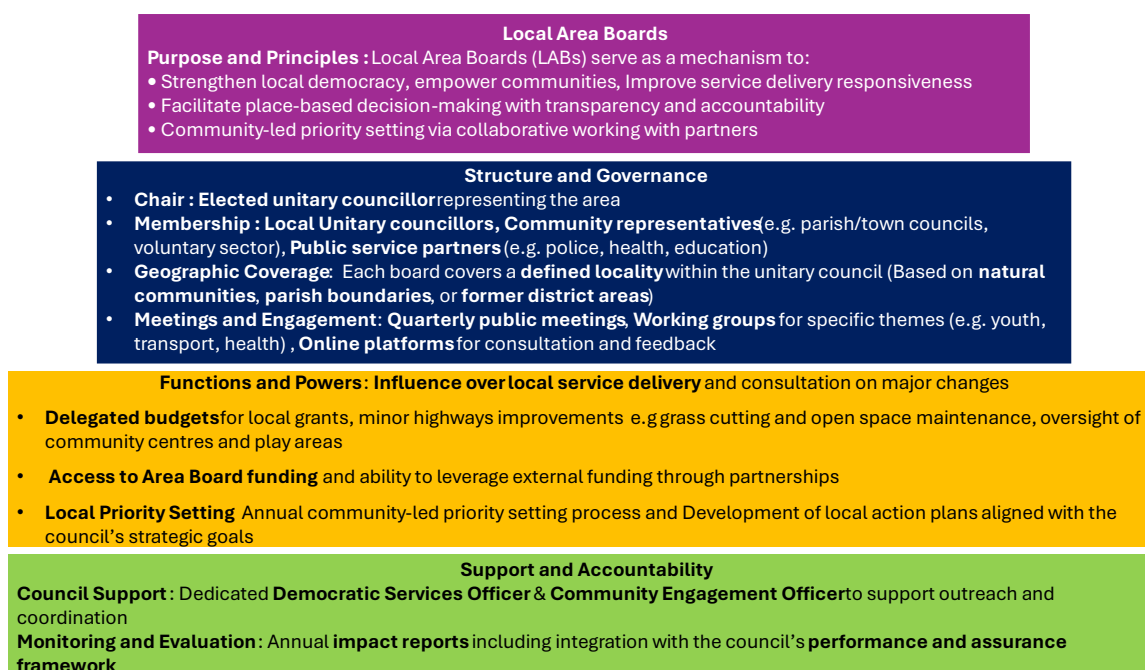 Local Area Boards
Purpose and Principles : Local Area Boards (LABs) serve as a mechanism to:
• Strengthen local democracy, empower communities, Improve service delivery responsiveness
• Facilitate place-based decision-making with transparency and accountability
• Community-led priority setting via collaborative working with partners
Structure and Governance
• Chair : Elected unitary councillor representing the area
• Membership : Local Unitary councillors, Community representatives (e.g. parish/town councils,
voluntary sector), Public service partners (e.g. police, health, education)
• Geographic Coverage: Each board covers a defined locality within the unitary council (Based on natural
communities, parish boundaries, or former district areas)
• Meetings and Engagement: Quarterly public meetings, Working groups for specific themes (e.g. youth,
transport, health) , Online platforms for consultation and feedback
Functions and Powers: Influence over local service delivery and consultation on major changes
• Delegated budgets for local grants, minor highways improvements e.g grass cutting and open space maintenance, oversight of
community centres and play areas
• Access to Area Board funding and ability to leverage external funding through partnerships
• Local Priority Setting Annual community-led priority setting process and Development of local action plans aligned with the
council's strategic goals
Support and Accountability
Council Support : Dedicated Democratic Services Officer & Community Engagement Officer to support outreach and
coordination
Monitoring and Evaluation : Annual impact reports including integration with the council's performance and assurance
framework